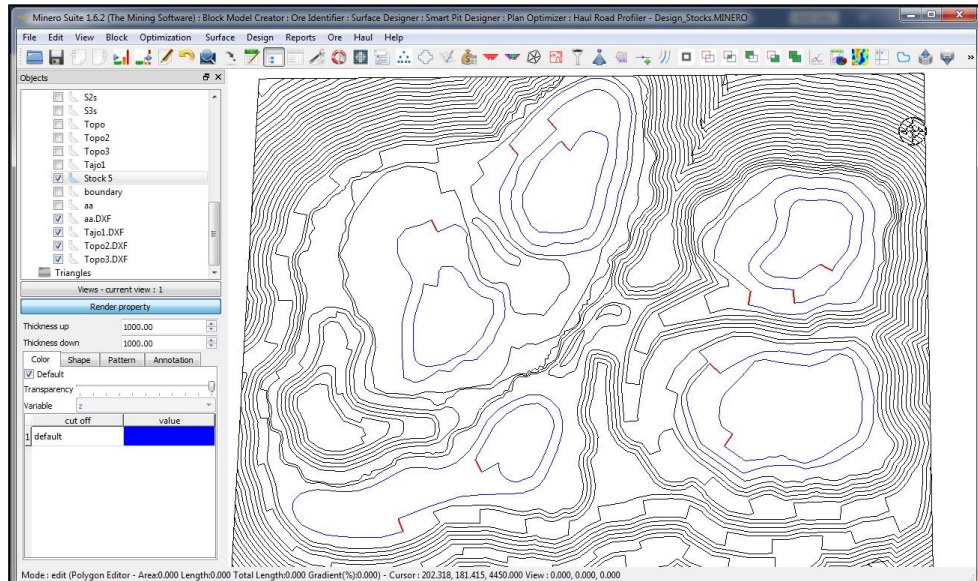 Minero Suite 1.6.2 (The Mining Software) : Block Model Creator : Ore Identifier : Surface Designer : Smart Pit Designer : Plan Optimizer : Haul Road Profiler - Design_Stocks.MINERO
File Edit View Block Optimization Surface Design Reports Ore Haul Help
Objects
S2s
S3s
Topo
Topo2
Topo3
Tajo1
Stock 5
boundary
aa
aa.DXF
Tajo1.DXF
Topo2.DXF
Topo3.DXF
Triangles
Views - current view : 1
Render property
Thickness up 1000.00
Thickness down 1000.00
Color Shape Pattern Annotation
Default
Transparency
Variable z
cut off value
1 default
Mode : edit (Polygon Editor - Area:0.000 Length:0.000 Total Length:0.000 Gradient(%):0.000) - Cursor : 202.318, 181.415, 4450.000 View : 0.000, 0.000, 0.000